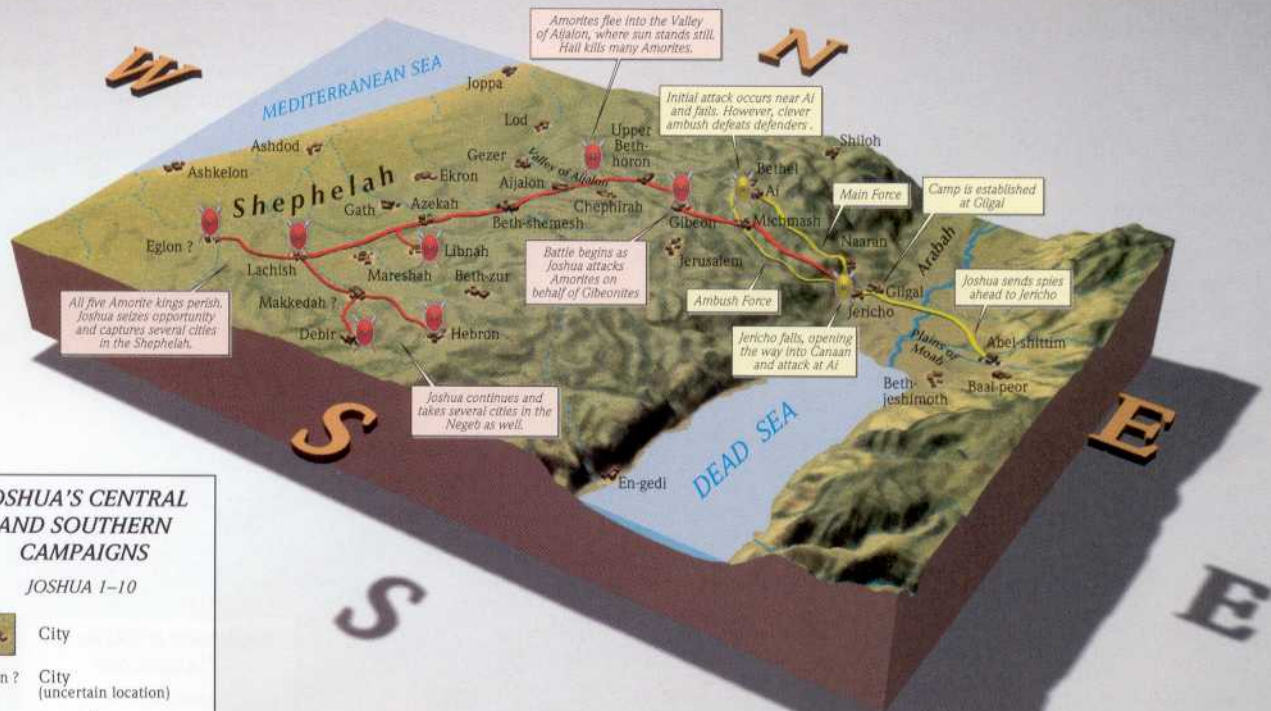 W
N
MEDITERRANEAN SEA
Amorites flee into the Valley
of Aijalon, where sun stands still.
Hail kills many Amorites.
Joppa
Initial attack occurs near Ai
and fails. However, clever
ambush defeats defenders.
Lod
Upper
Beth-
horon
Shiloh
Ashdod
Ashkelon
Gezer
Valley of Aijalon
Bethel
Ai
Shephelah
Ekron
Aijalon
Main Force
Camp is established
at Gilgal
Gath
Azekah
Chephirah
Beth-shemesh
Gibeon
Michmash
Naaran
Arabah
Eglon ?
Libnah
Battle begins as
Joshua attacks
Amorites on
behalf of Gibeonites
Jerusalem
Lachish
Mareshah
Beth-zur
Gilgal
Joshua sends spies
ahead to Jericho
Ambush Force
Jericho
All five Amorite kings perish.
Joshua seizes opportunity
and captures several cities
in the Shephelah.
Makkedah ?
Debir
Hebron
Jericho falls, opening
the way into Canaan
and attack at Ai
Plains of
Moab
Abel-shittim
Beth-
jeshimoth
Baal-peor
Joshua continues and
takes several cities in the
Negeb as well.
S
E
DEAD SEA
En-gedi
OSHUA'S CENTRAL
AND SOUTHERN
CAMPAIGNS
JOSHUA 1–10
City
n ?
City
(uncertain location)
S
E